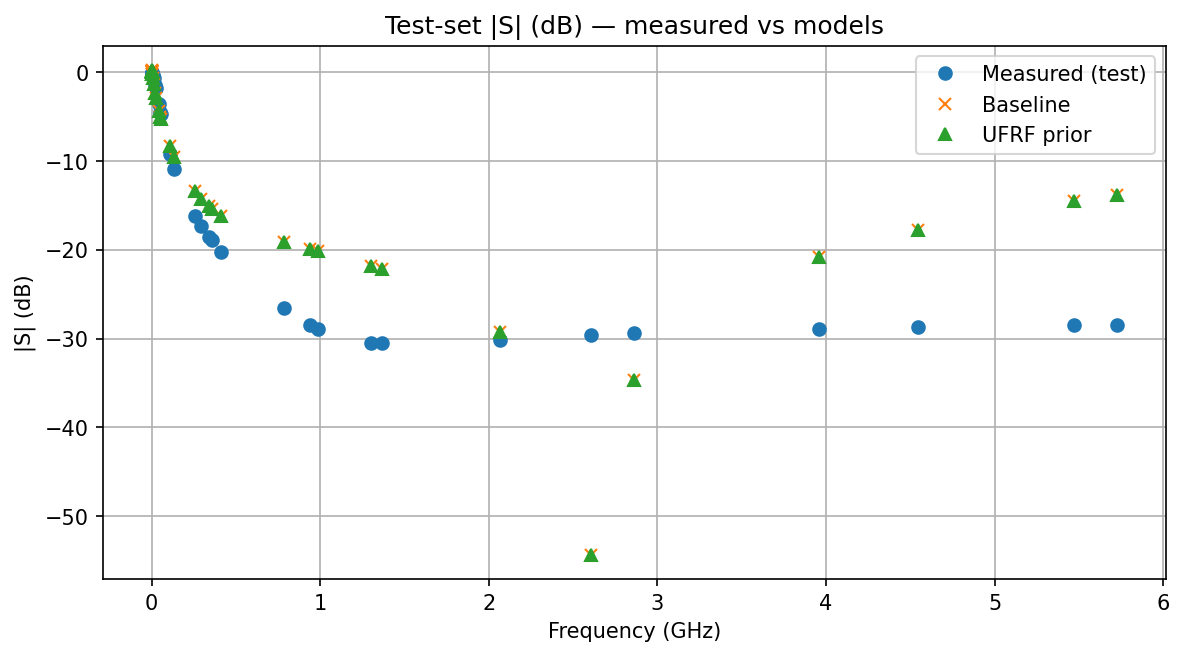 Test-set |S| (dB) — measured vs models
Measured (test)
Baseline
UFRF prior
0
−10
−20
−30
−40
−50
|S| (dB)
0 1 2 3 4 5 6
Frequency (GHz)